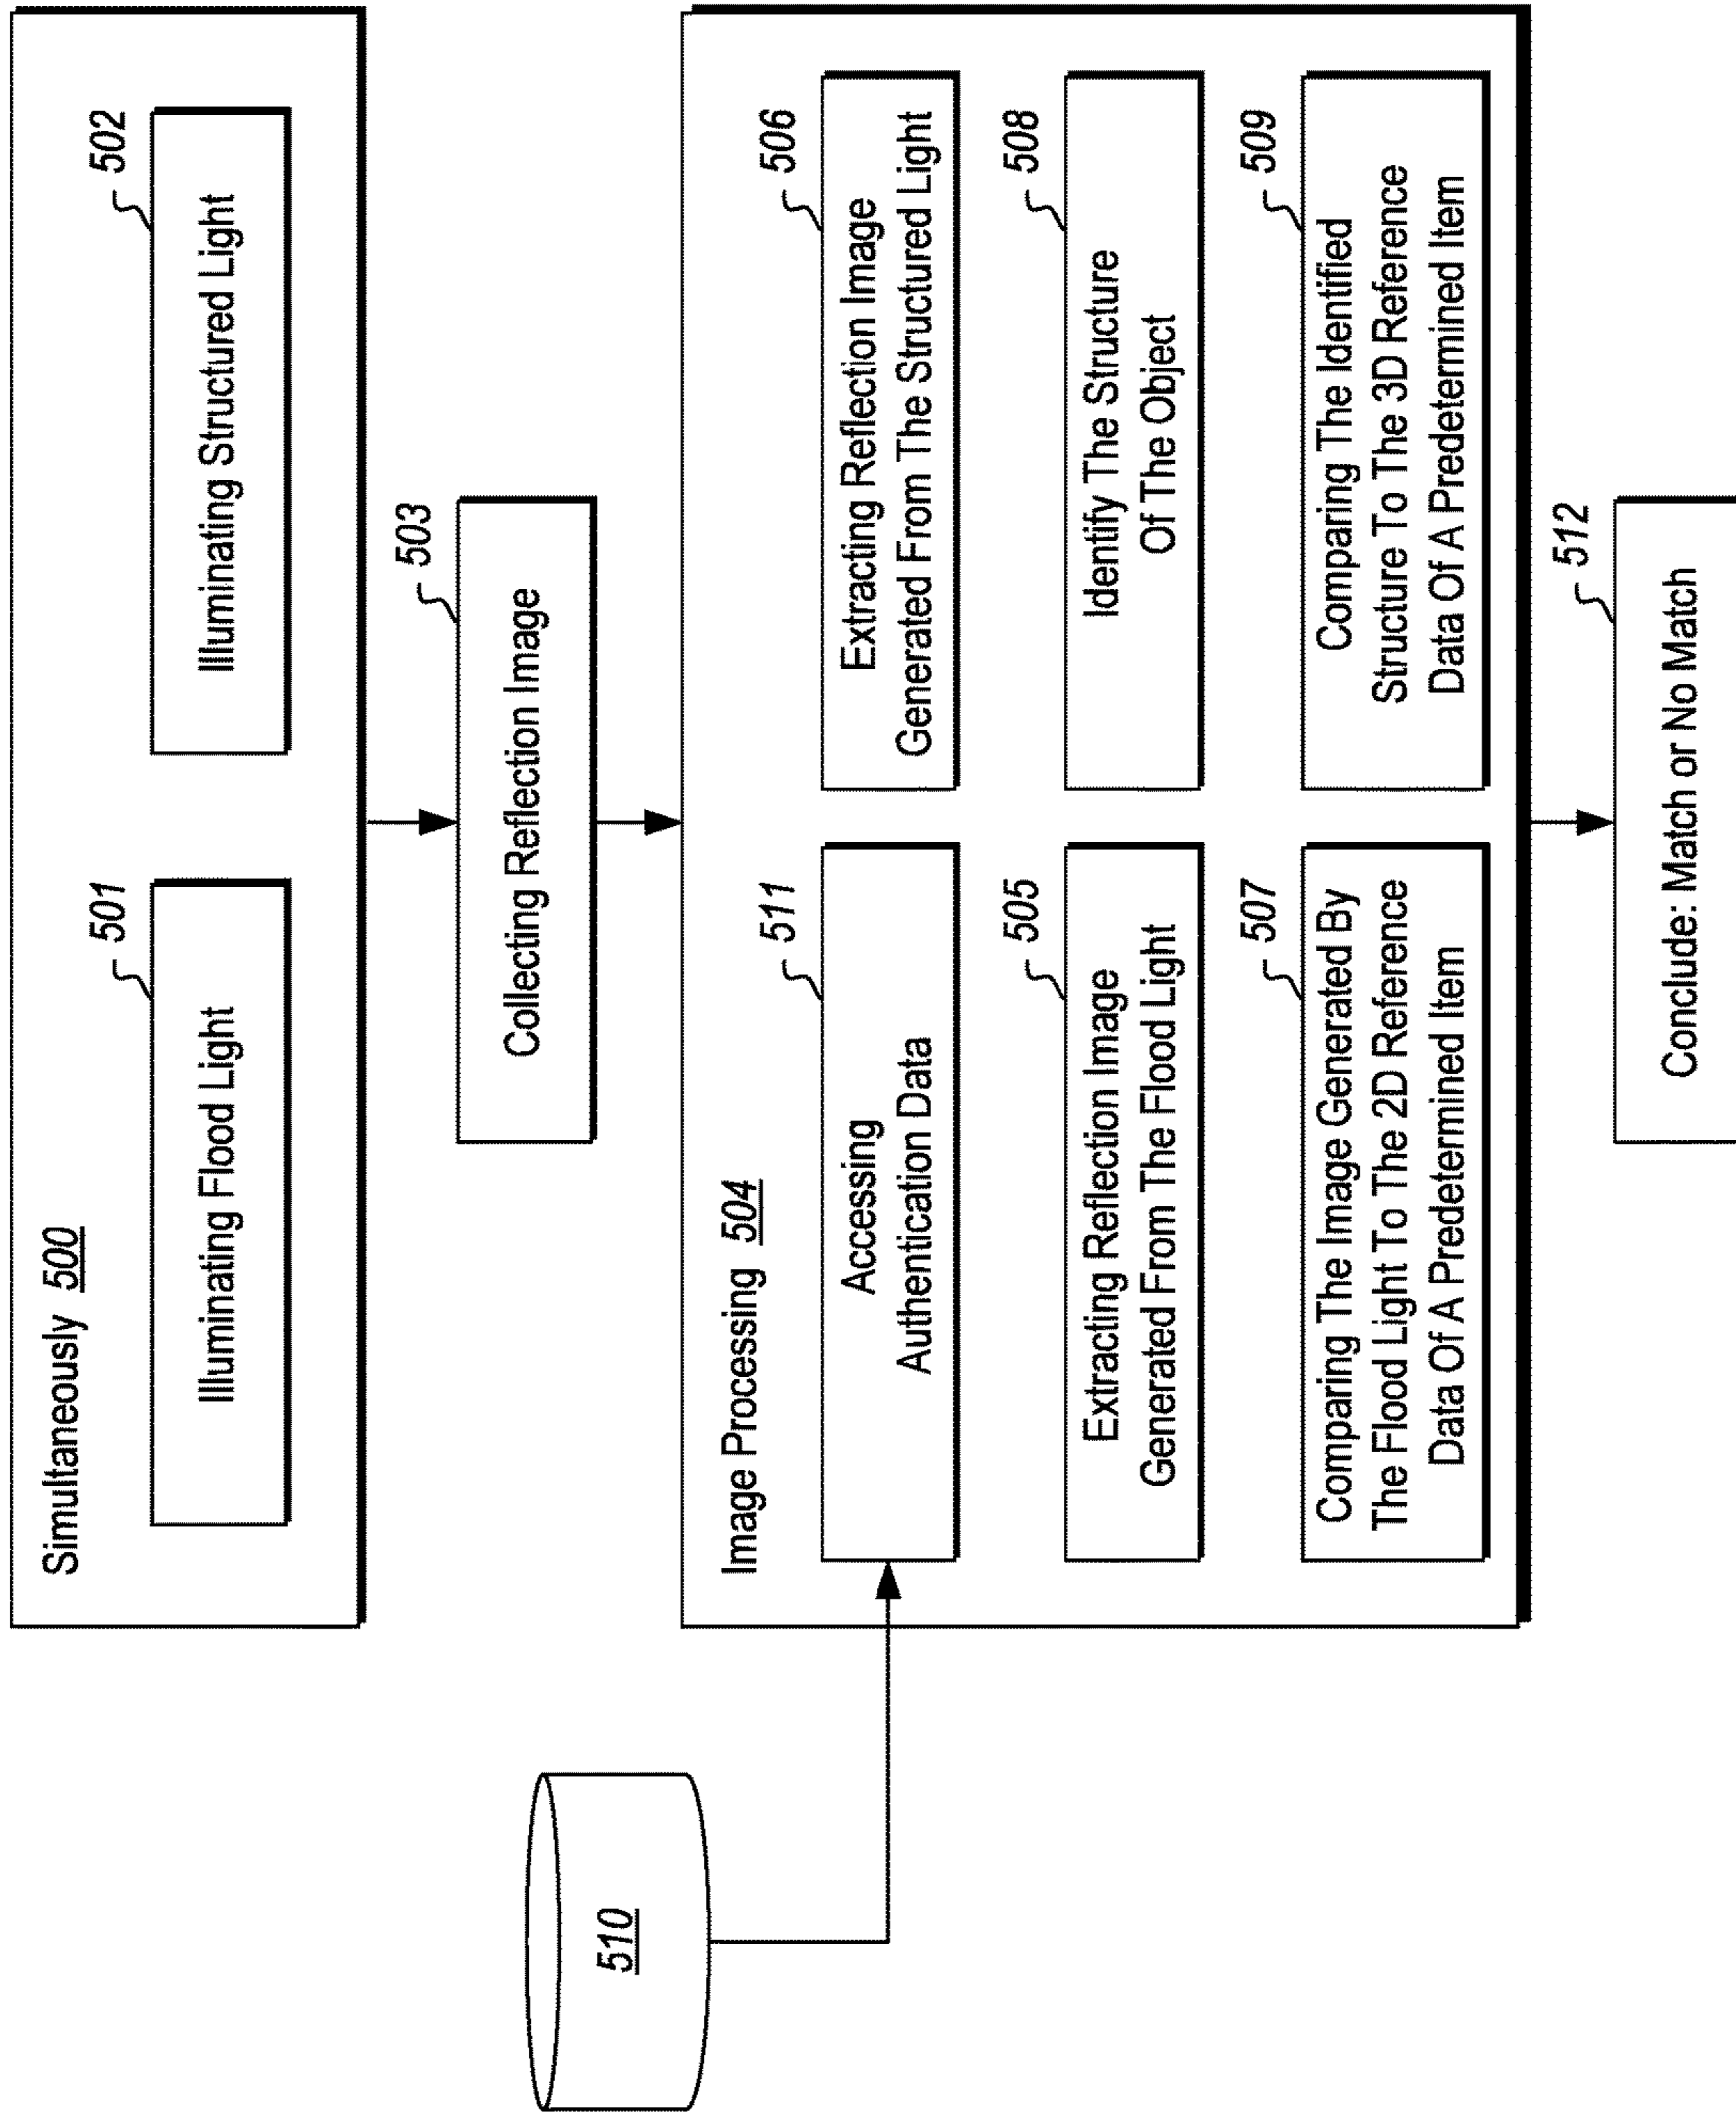 Simultaneously 500
501
Illuminating Flood Light
502
Illuminating Structured Light
503
Collecting Reflection Image
510
Image Processing 504
511
Accessing
Authentication Data
506
Extracting Reflection Image
Generated From The Structured Light
505
Extracting Reflection Image
Generated From The Flood Light
508
Identify The Structure
Of The Object
507
Comparing The Image Generated By
The Flood Light To The 2D Reference
Data Of A Predetermined Item
509
Comparing The Identified
Structure To The 3D Reference
Data Of A Predetermined Item
512
Conclude: Match or No Match